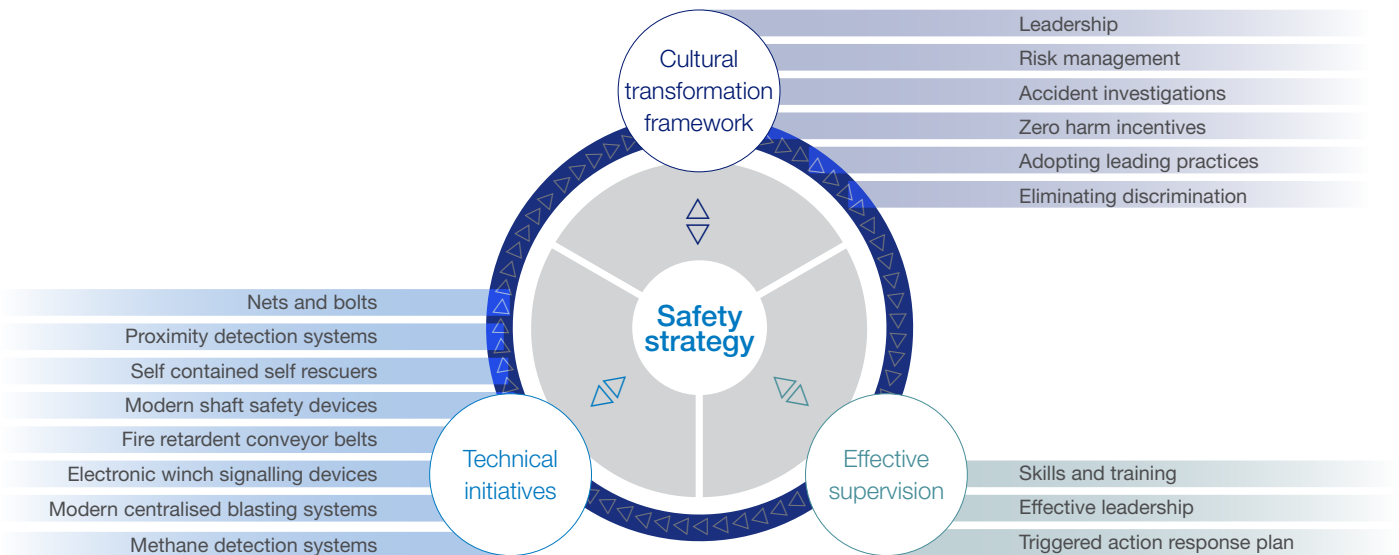 Cultural
transformation
framework
Leadership
Risk management
Accident investigations
Zero harm incentives
Adopting leading practices
Eliminating discrimination
Safety
strategy
Nets and bolts
Proximity detection systems
Self contained self rescuers
Modern shaft safety devices
Fire retardent conveyor belts
Electronic winch signalling devices
Modern centralised blasting systems
Methane detection systems
Technical
initiatives
Effective
supervision
Skills and training
Effective leadership
Triggered action response plan